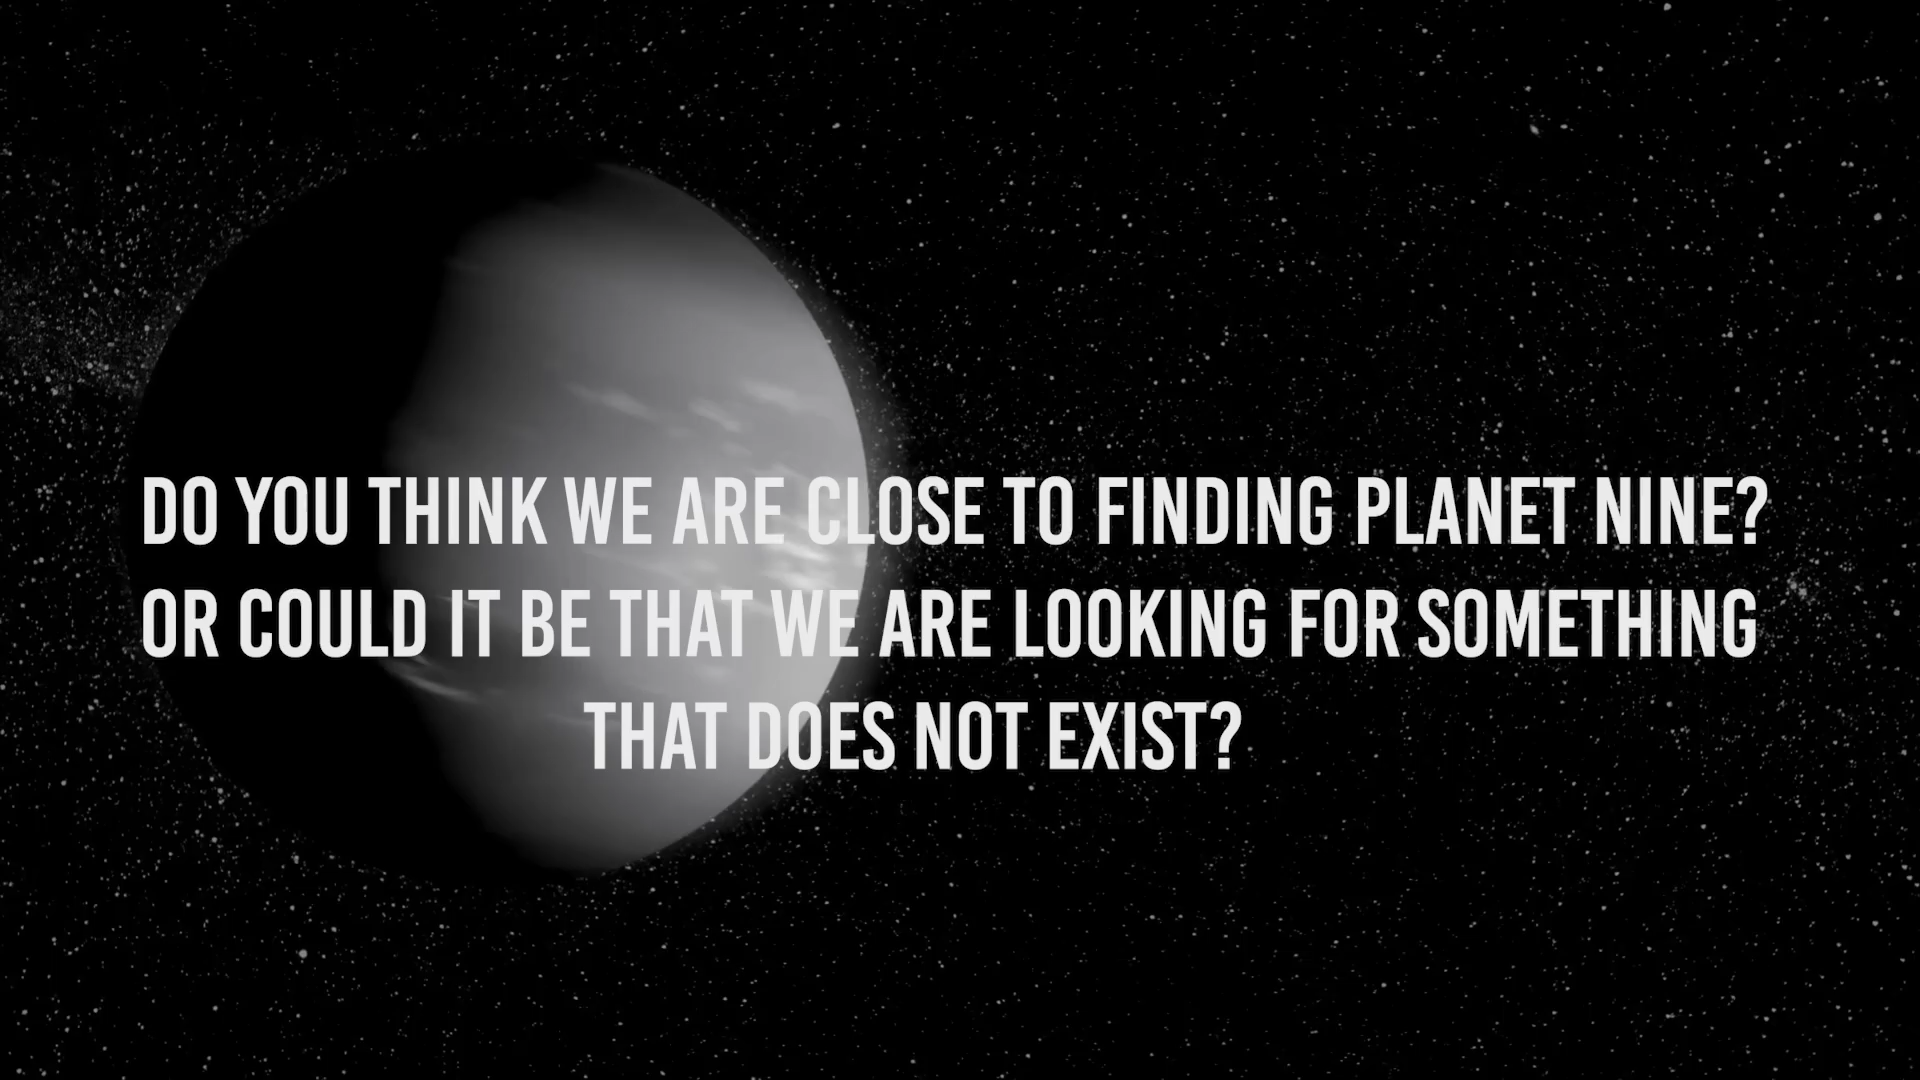 DO YOU THINK WE ARE CLOSE TO FINDING PLANET NINE?
OR COULD IT BE THAT WE ARE LOOKING FOR SOMETHING
THAT DOES NOT EXIST?